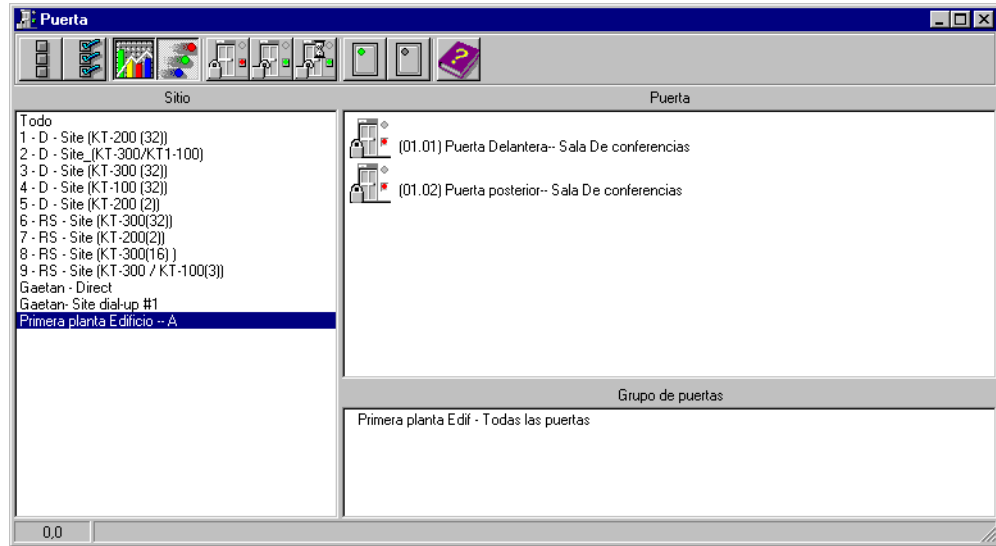 Puerta
Sitio
Todo
1 - D - Site (KT-200 (32))
2 - D - Site_(KT-300/KT1-100)
3 - D - Site (KT-300 (32))
4 - D - Site (KT-100 (32))
5 - D - Site (KT-200 (2))
6 - RS - Site (KT-300(32))
7 - RS - Site (KT-200(2))
8 - RS - Site (KT-300(16) )
9 - RS - Site (KT-300 / KT-100(3))
Gaetan - Direct
Gaetan- Site dial-up #1
Primera planta Edificio -- A
Puerta
(01.01) Puerta Delantera-- Sala De conferencias
(01.02) Puerta posterior-- Sala De conferencias
Grupo de puertas
Primera planta Edif - Todas las puertas
0,0